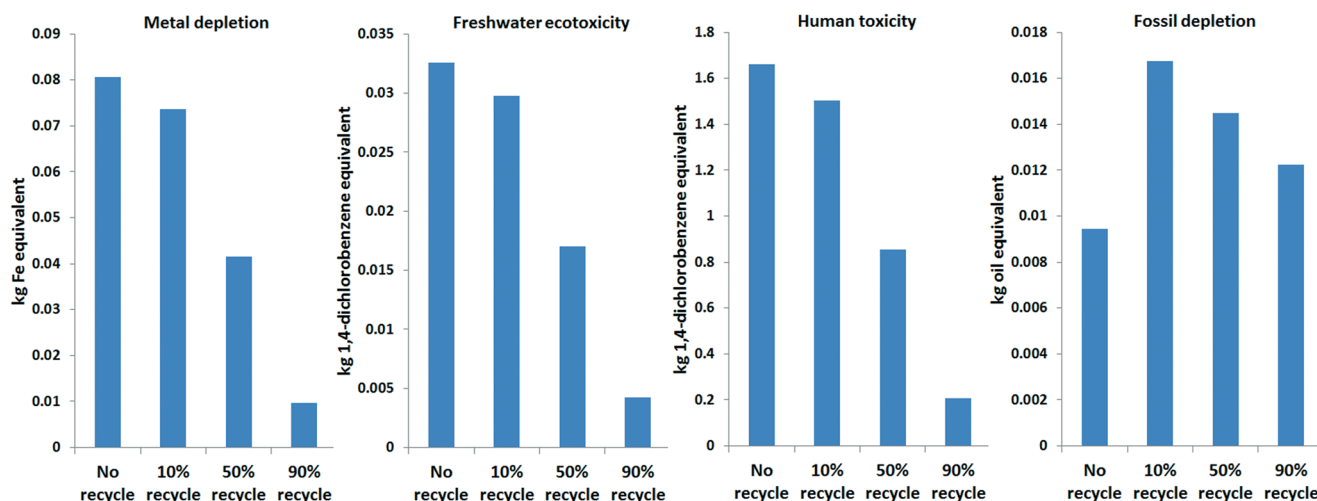 Metal depletion
kg Fe equivalent
0.09
0.08
0.07
0.06
0.05
0.04
0.03
0.02
0.01
0
No recycle
10% recycle
50% recycle
90% recycle
Freshwater ecotoxicity
kg 1,4-dichlorobenzene equivalent
0.035
0.03
0.025
0.02
0.015
0.01
0.005
0
No recycle
10% recycle
50% recycle
90% recycle
Human toxicity
kg 1,4-dichlorobenzene equivalent
1.8
1.6
1.4
1.2
1
0.8
0.6
0.4
0.2
0
No recycle
10% recycle
50% recycle
90% recycle
Fossil depletion
kg oil equivalent
0.018
0.016
0.014
0.012
0.01
0.008
0.006
0.004
0.002
0
No recycle
10% recycle
50% recycle
90% recycle